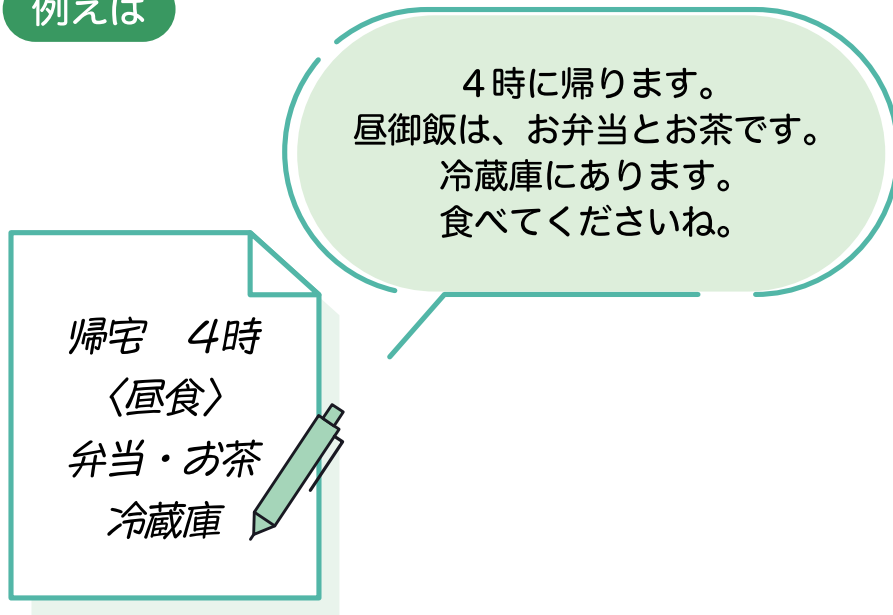 例えば
４時に帰ります。
昼御飯は、お弁当とお茶です。
冷蔵庫にあります。
食べてくださいね。
帰宅　４時
〈昼食〉
弁当・お茶
冷蔵庫